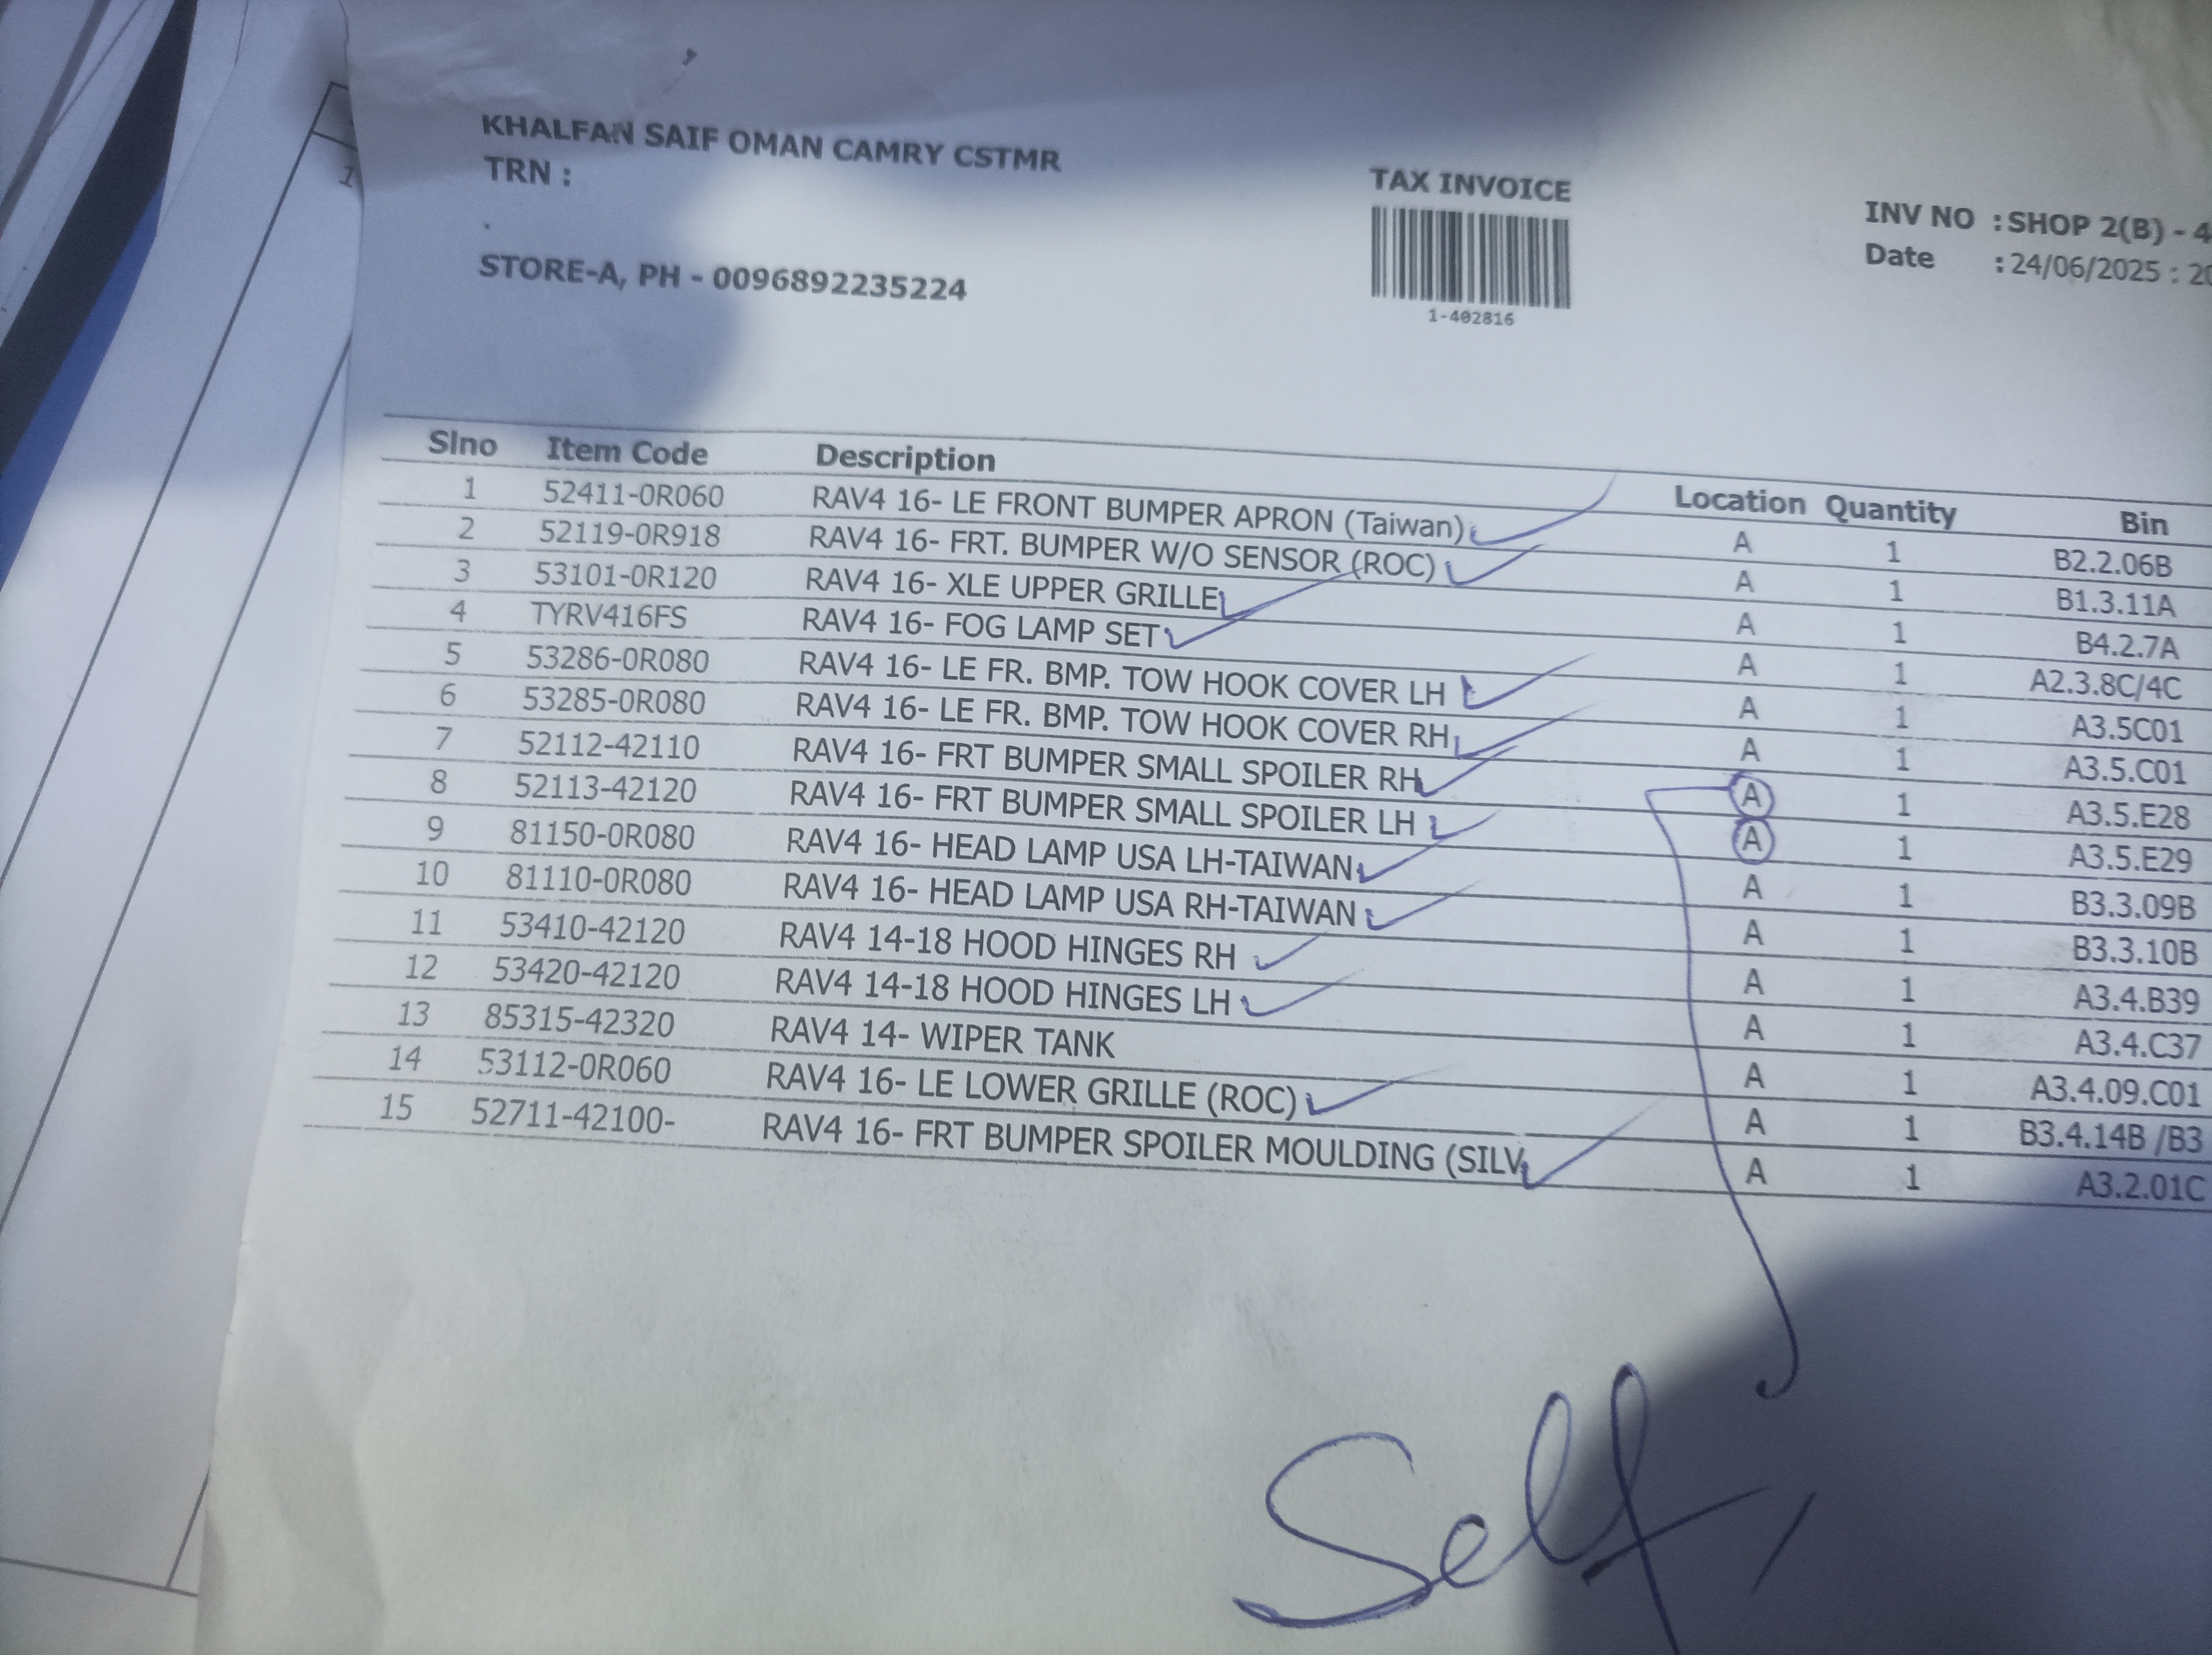 KHALFAN SAIF OMAN CAMRY CSTMR
TRN :
TAX INVOICE
INV NO : SHOP 2(B) - 4
Date : 24/06/2025 : 20
STORE-A, PH - 0096892235224
1-402816
Slno Item Code Description Location Quantity Bin
1 52411-0R060 RAV4 16- LE FRONT BUMPER APRON (Taiwan) A 1 B2.2.06B
2 52119-0R918 RAV4 16- FRT. BUMPER W/O SENSOR (ROC) A 1 B1.3.11A
3 53101-0R120 RAV4 16- XLE UPPER GRILLE A 1 B4.2.7A
4 TYRV416FS RAV4 16- FOG LAMP SET A 1 A2.3.8C/4C
5 53286-0R080 RAV4 16- LE FR. BMP. TOW HOOK COVER LH A 1 A3.5C01
6 53285-0R080 RAV4 16- LE FR. BMP. TOW HOOK COVER RH A 1 A3.5.C01
7 52112-42110 RAV4 16- FRT BUMPER SMALL SPOILER RH A 1 A3.5.E28
8 52113-42120 RAV4 16- FRT BUMPER SMALL SPOILER LH A 1 A3.5.E29
9 81150-0R080 RAV4 16- HEAD LAMP USA LH-TAIWAN A 1 B3.3.09B
10 81110-0R080 RAV4 16- HEAD LAMP USA RH-TAIWAN A 1 B3.3.10B
11 53410-42120 RAV4 14-18 HOOD HINGES RH A 1 A3.4.B39
12 53420-42120 RAV4 14-18 HOOD HINGES LH A 1 A3.4.C37
13 85315-42320 RAV4 14- WIPER TANK A 1 A3.4.09.C01
14 53112-0R060 RAV4 16- LE LOWER GRILLE (ROC) A 1 B3.4.14B /B3
15 52711-42100- RAV4 16- FRT BUMPER SPOILER MOULDING (SILV A 1 A3.2.01C
Self